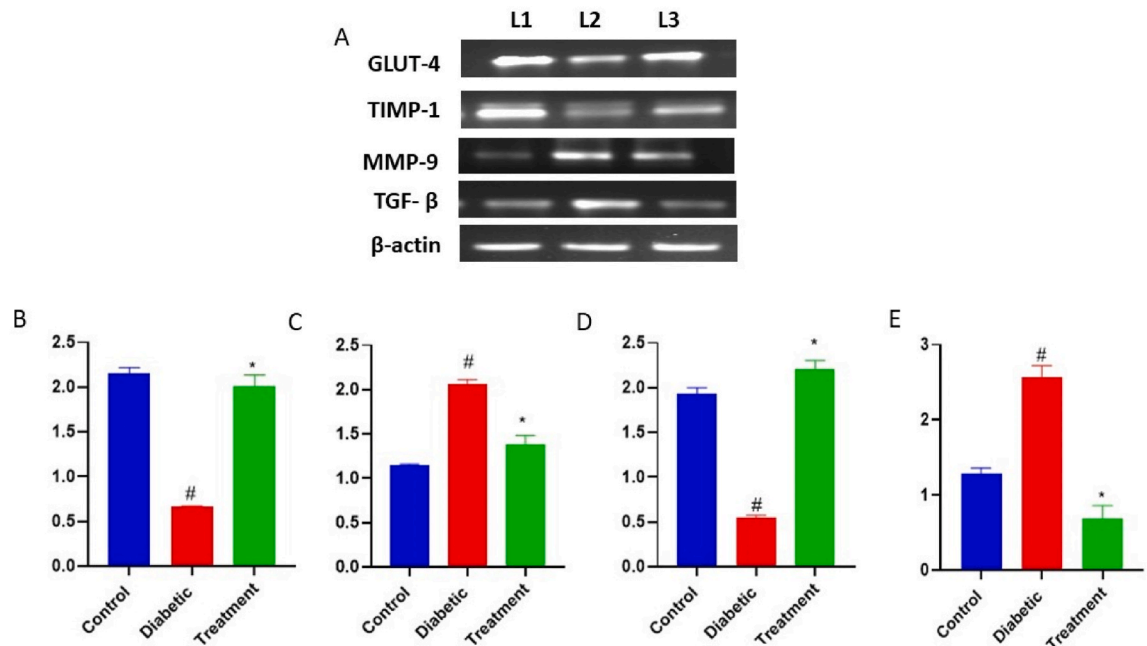 L1 L2 L3
A
GLUT-4
TIMP-1
MMP-9
TGF- β
β-actin
B
2.5
2.0
1.5
1.0
0.5
0.0
#
*
Control
Diabetic
Treatment
C
2.5
2.0
1.5
1.0
0.5
0.0
#
*
Control
Diabetic
Treatment
D
2.5
2.0
1.5
1.0
0.5
0.0
#
*
Control
Diabetic
Treatment
E
3
2
1
0
#
*
Control
Diabetic
Treatment